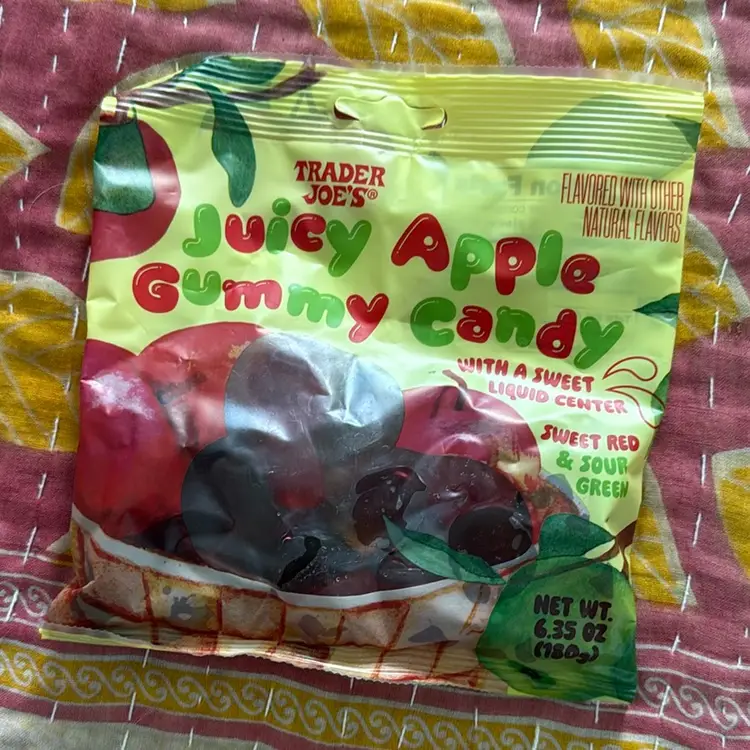 TRADER
JOE'S®
FLAVORED WITH OTHER
NATURAL FLAVORS
Juicy Apple
Gummy Candy
WITH A SWEET
LIQUID CENTER
SWEET RED
& SOUR
GREEN
NET WT.
6.35 OZ
(180g)